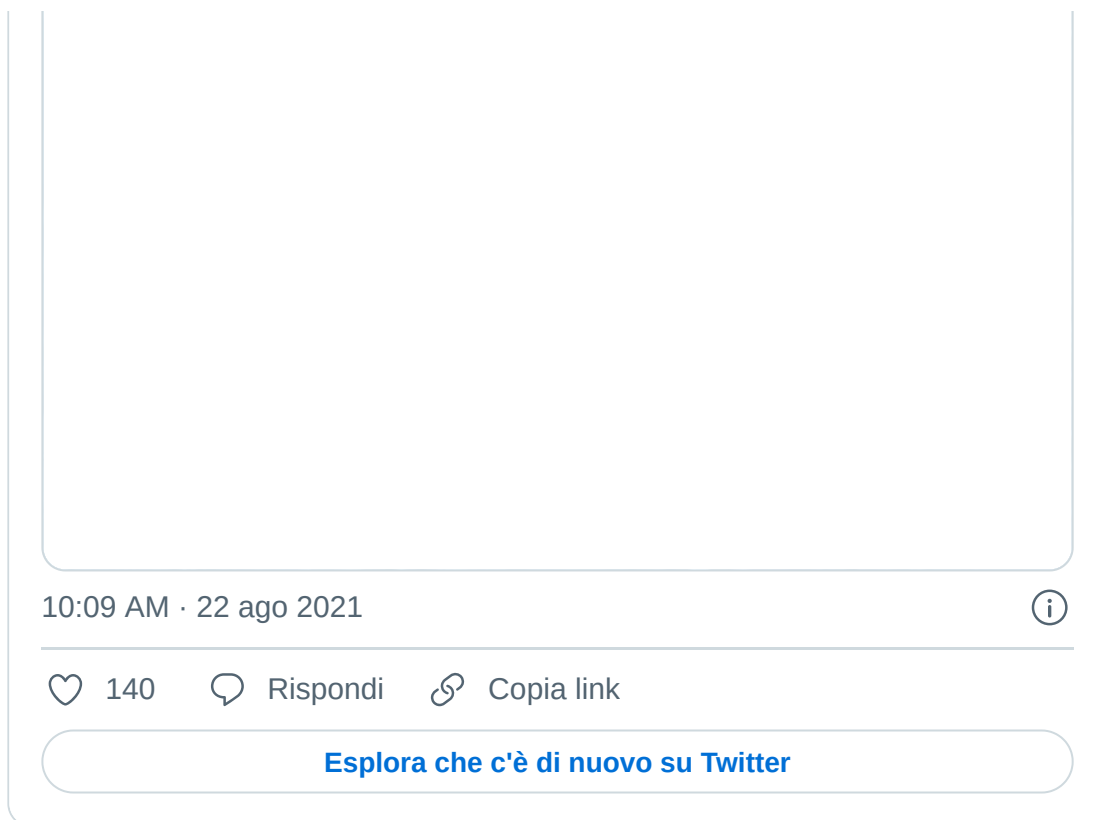 10:09 AM · 22 ago 2021
140 Rispondi Copia link
Esplora che c'è di nuovo su Twitter